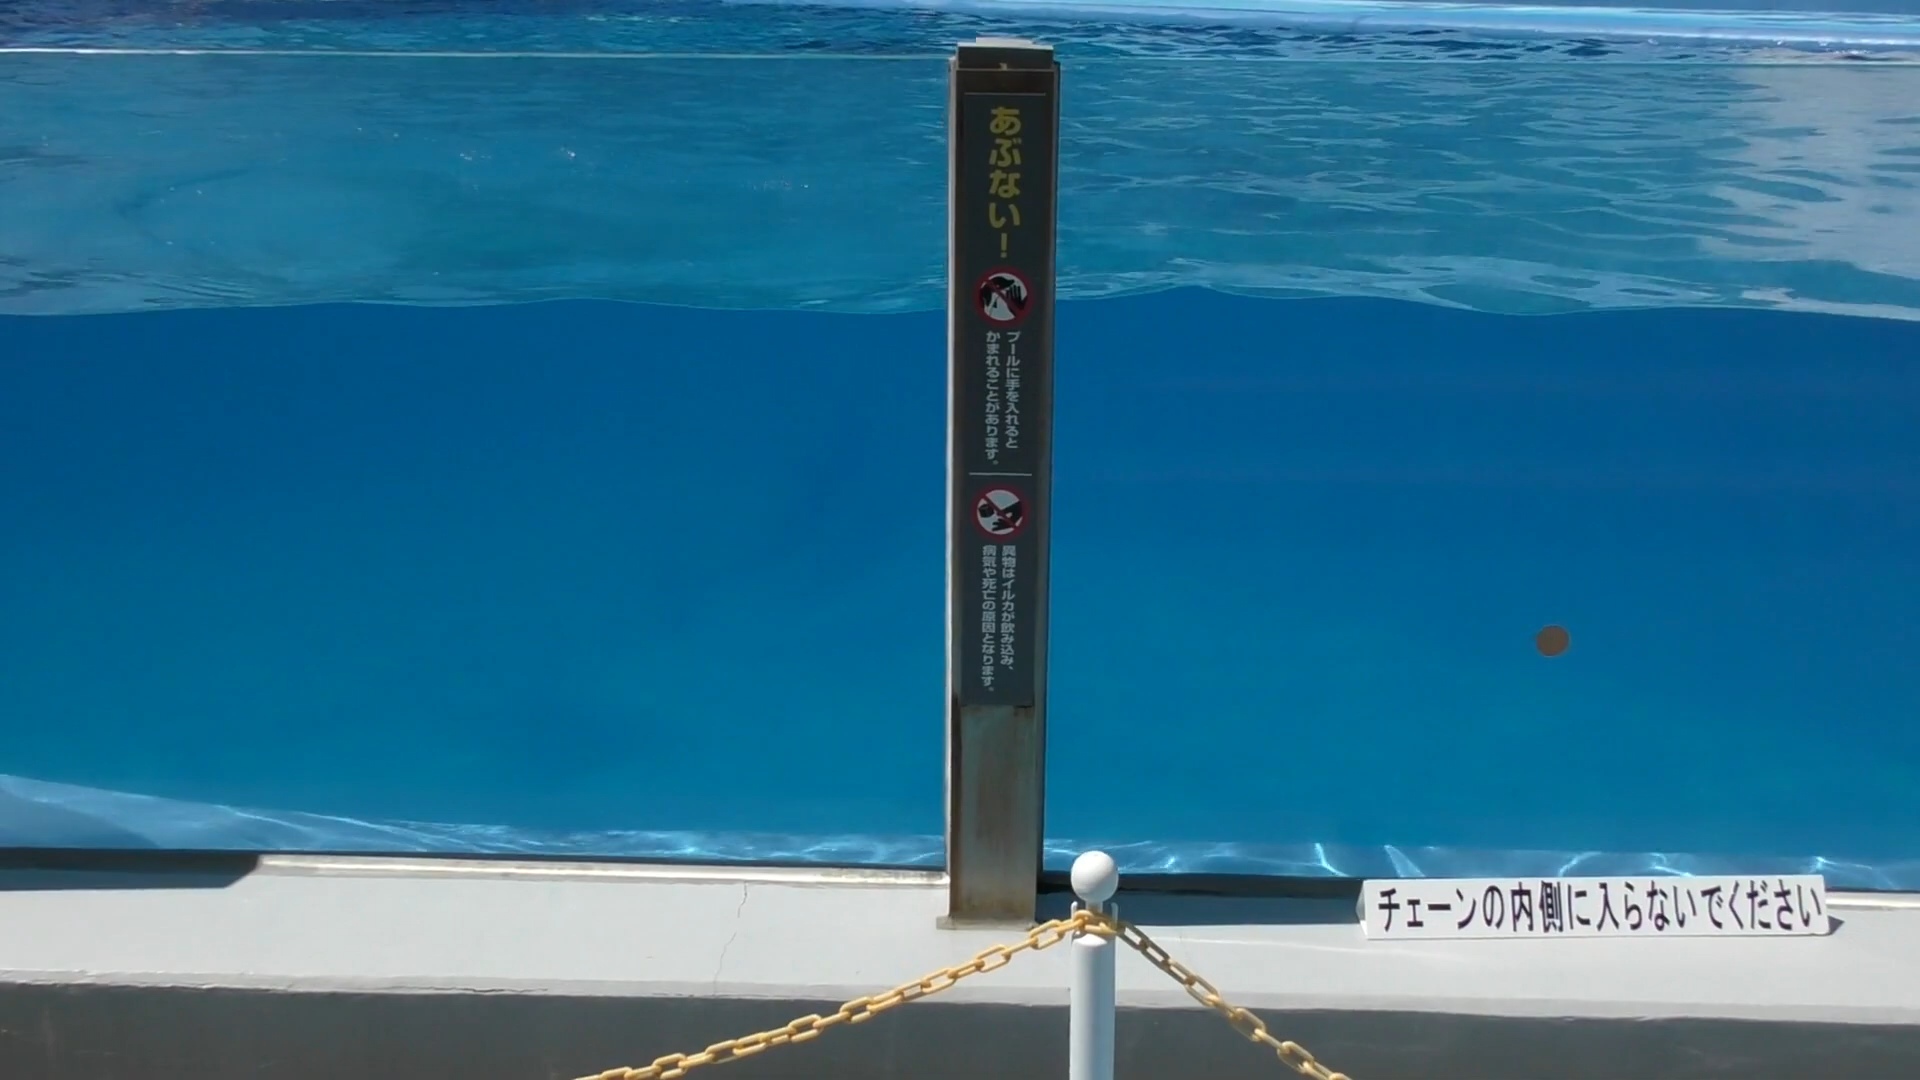 あぶない！
プールに手を入れると
かまれることがあります。
異物はイルカが飲み込み、
病気や死亡の原因となります。
チェーンの内側に入らないでください